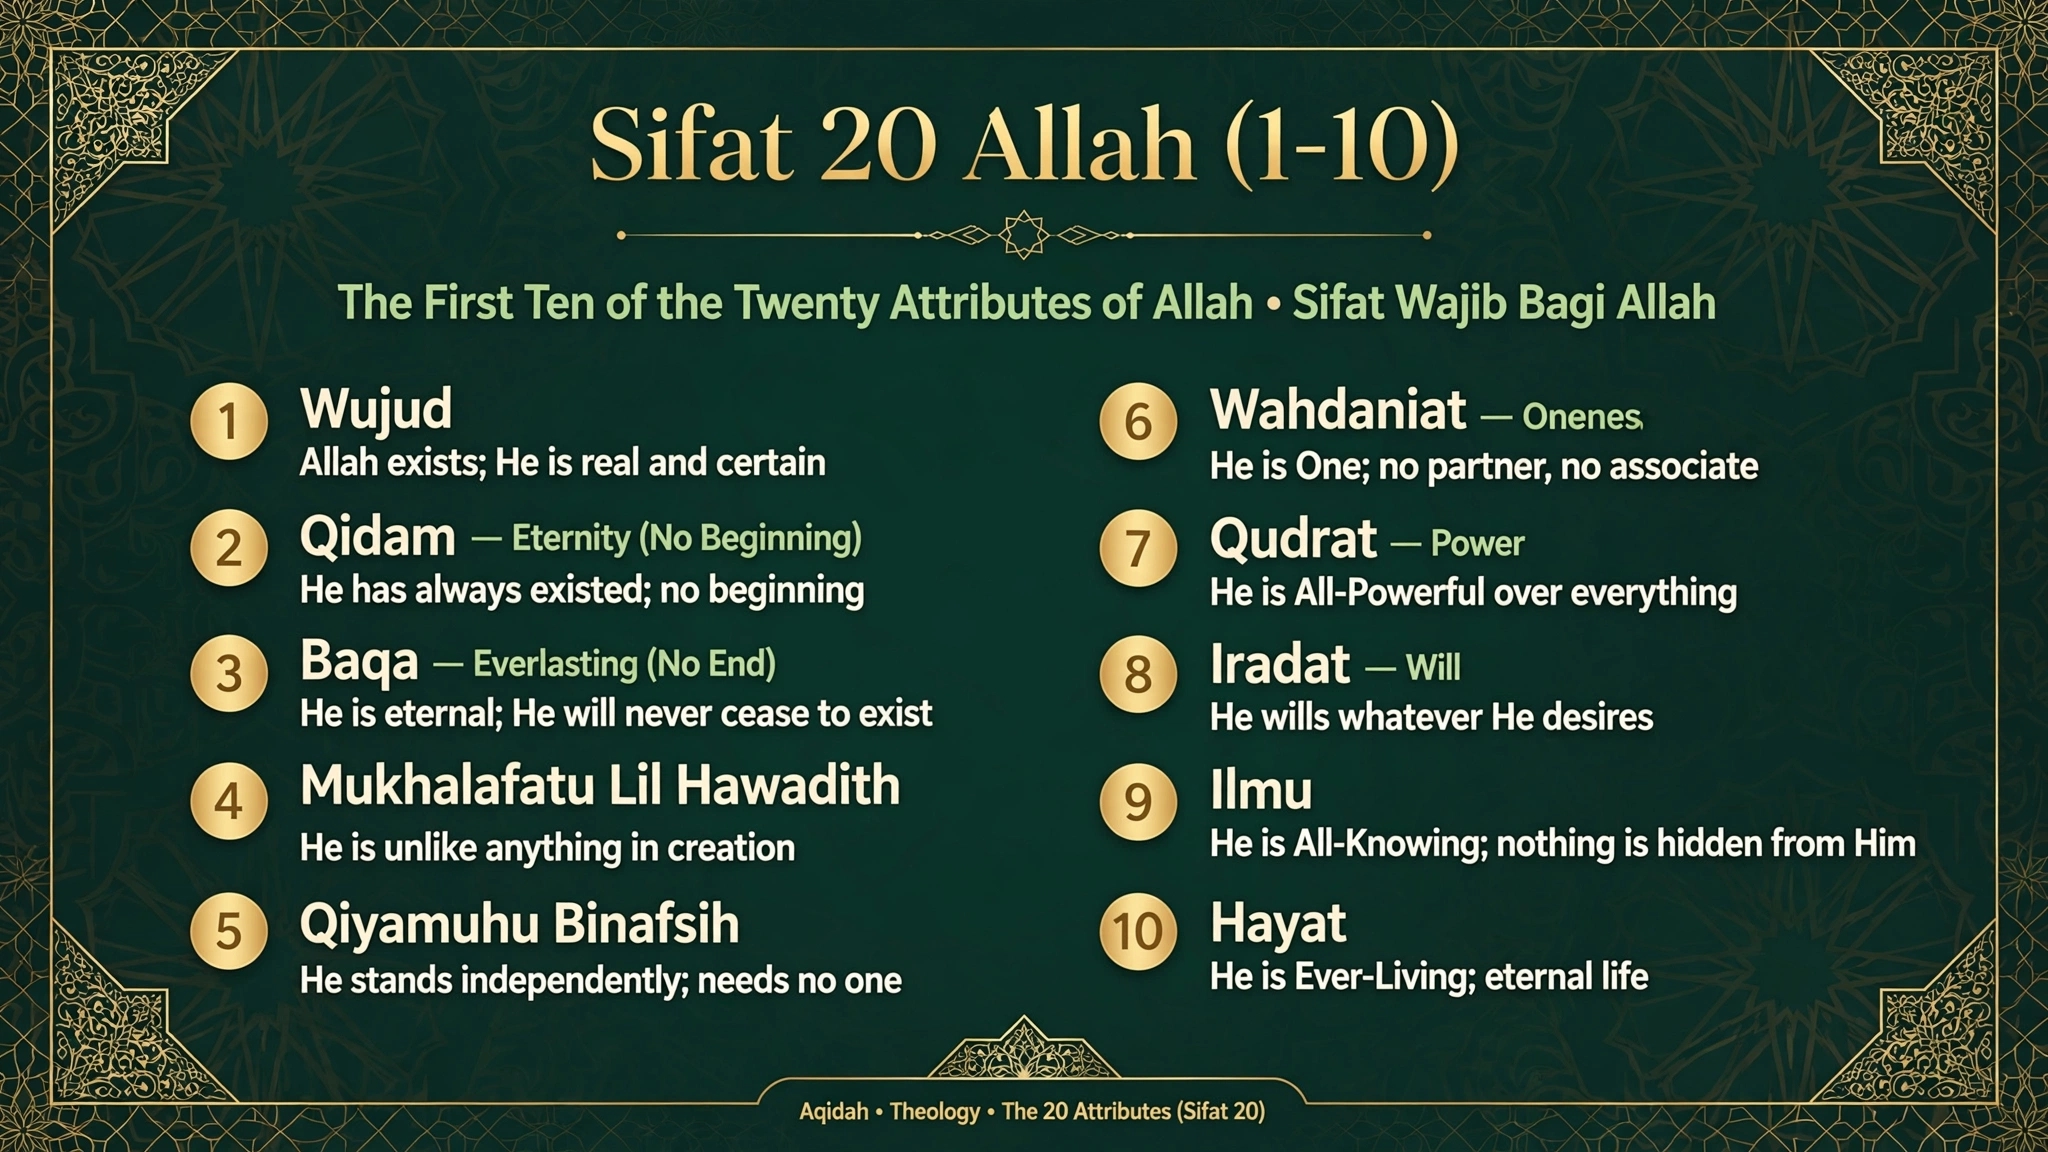 Sifat 20 Allah (1-10)
The First Ten of the Twenty Attributes of Allah • Sifat Wajib Bagi Allah
1 Wujud
Allah exists; He is real and certain
2 Qidam — Eternity (No Beginning)
He has always existed; no beginning
3 Baqa — Everlasting (No End)
He is eternal; He will never cease to exist
4 Mukhalafatu Lil Hawadith
He is unlike anything in creation
5 Qiyamuhu Binafsih
He stands independently; needs no one
6 Wahdaniat — Onenes
He is One; no partner, no associate
7 Qudrat — Power
He is All-Powerful over everything
8 Iradat — Will
He wills whatever He desires
9 Ilmu
He is All-Knowing; nothing is hidden from Him
10 Hayat
He is Ever-Living; eternal life
Aqidah • Theology • The 20 Attributes (Sifat 20)